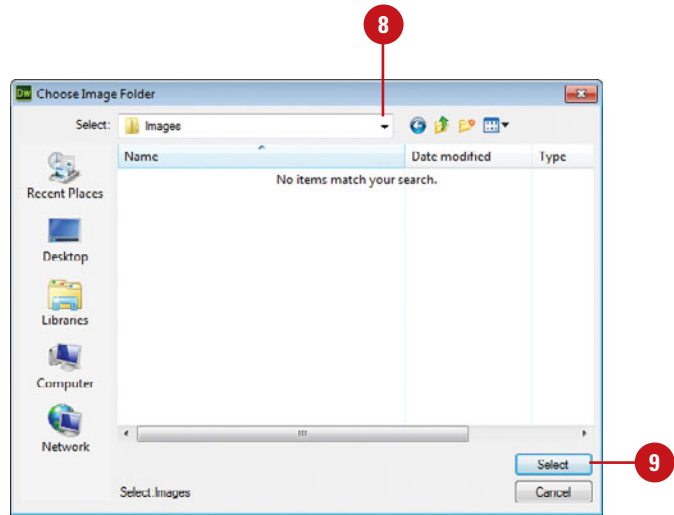 8
Dw Choose Image Folder
Select: Images
Name Date modified Type
No items match your search.
Recent Places
Desktop
Libraries
Computer
Network
Select 9
Select: Images Cancel